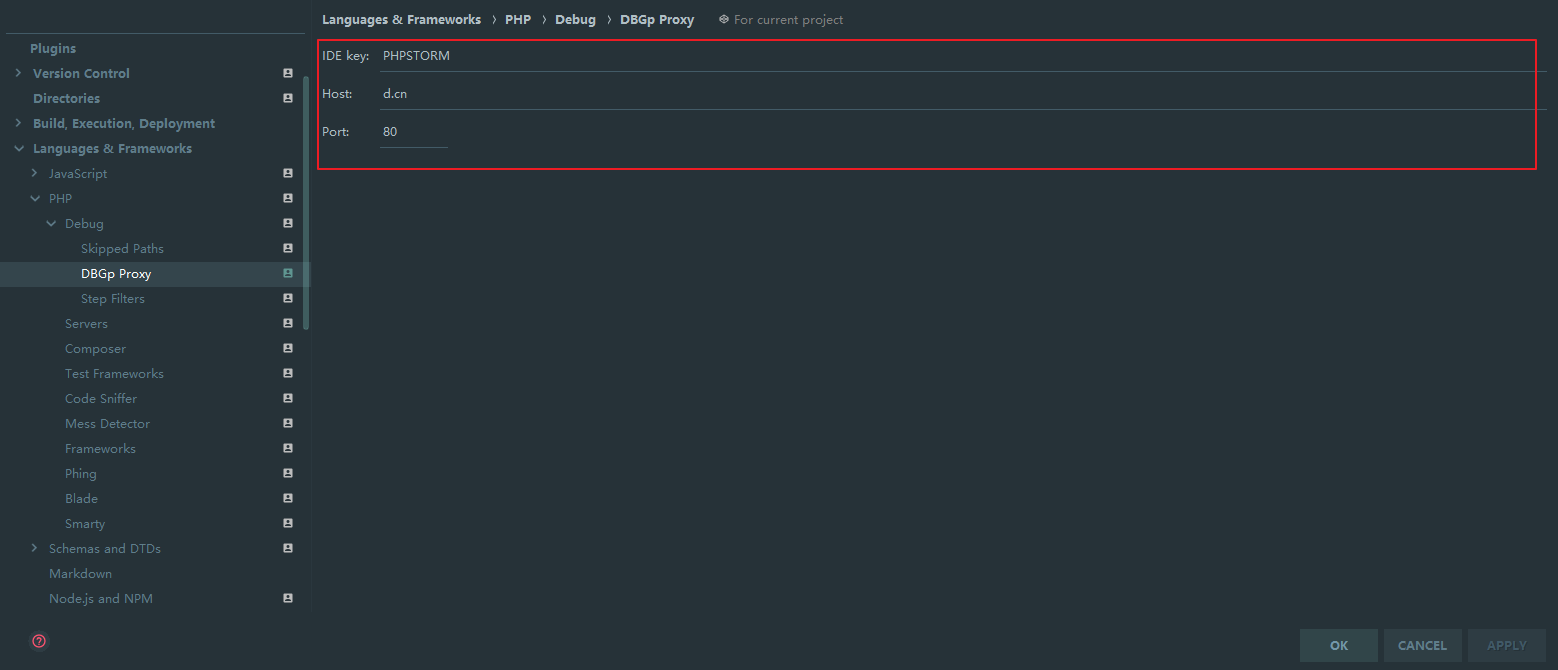 Languages & Frameworks › PHP › Debug › DBGp Proxy For current project
IDE key: PHPSTORM
Host: d.cn
Port: 80
Plugins
Version Control
Directories
Build, Execution, Deployment
Languages & Frameworks
JavaScript
PHP
Debug
Skipped Paths
DBGp Proxy
Step Filters
Servers
Composer
Test Frameworks
Code Sniffer
Mess Detector
Frameworks
Phing
Blade
Smarty
Schemas and DTDs
Markdown
Node.js and NPM
?
OK CANCEL APPLY